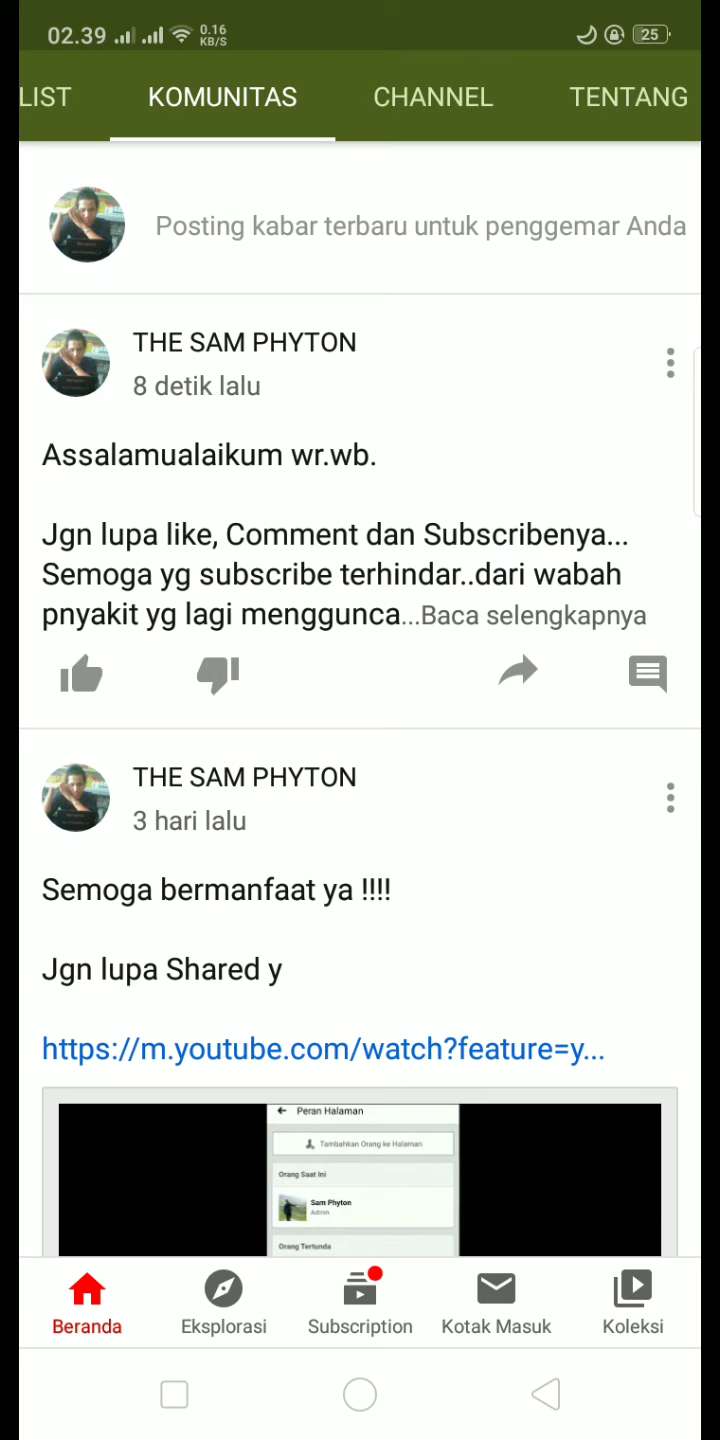 02.39
0.16
KB/S
25
LIST
KOMUNITAS
CHANNEL
TENTANG
Posting kabar terbaru untuk penggemar Anda
THE SAM PHYTON
8 detik lalu
Assalamualaikum wr.wb.
Jgn lupa like, Comment dan Subscribenya...
Semoga yg subscribe terhindar..dari wabah
pnyakit yg lagi menggunca...Baca selengkapnya
THE SAM PHYTON
3 hari lalu
Semoga bermanfaat ya !!!!
Jgn lupa Shared y
https://m.youtube.com/watch?feature=y...
Peran Halaman
Tambahkan Orang ke Halaman
Orang Saat Ini
Sam Phyton
Admin
Orang Tertunda
Beranda
Eksplorasi
Subscription
Kotak Masuk
Koleksi